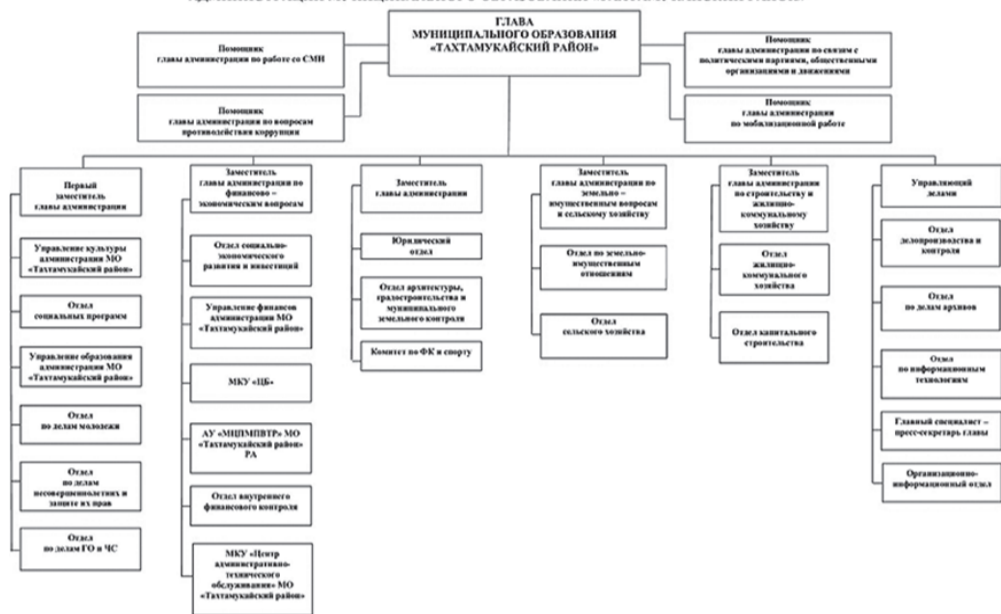 ГЛАВА
МУНИЦИПАЛЬНОГО ОБРАЗОВАНИЯ
«ТАХТАМУКАЙСКИЙ РАЙОН»
Помощник
главы администрации по работе со СМИ
Помощник
главы администрации по связям с
политическими партиями, общественными
организациями и движениями
Помощник
главы администрации по вопросам
противодействия коррупции
Помощник
главы администрации
по мобилизационной работе
Первый
заместитель
главы администрации
Управление культуры
администрации МО
«Тахтамукайский район»
Отдел
социальных программ
Управление образования
администрации МО
«Тахтамукайский район»
Отдел
по делам молодежи
Отдел
по делам
несовершеннолетних и
защите их прав
Отдел
по делам ГО и ЧС
Заместитель
главы администрации по
финансово –
экономическим вопросам
Отдел социально-
экономического
развития и инвестиций
Управление финансов
администрации МО
«Тахтамукайский район»
МКУ «ЦБ»
АУ «МЦПМПВТР» МО
«Тахтамукайский район»
РА
Отдел внутреннего
финансового контроля
МКУ «Центр
административно-
технического
обслуживания» МО
«Тахтамукайский район»
Заместитель
главы администрации
Юридический
отдел
Отдел архитектуры,
градостроительства и
муниципального
земельного контроля
Комитет по ФК и спорту
Заместитель
главы администрации по
земельно –
имущественным вопросам
и сельскому хозяйству
Отдел по земельно-
имущественным
отношениям
Отдел
сельского хозяйства
Заместитель
главы администрации
по строительству и
жилищно-
коммунальному
хозяйству
Отдел
жилищно-
коммунального
хозяйства
Отдел капитального
строительства
Управляющий
делами
Отдел
делопроизводства и
контроля
Отдел
по делам архивов
Отдел
по информационным
технологиям
Главный специалист –
пресс-секретарь главы
Организационно-
информационный отдел